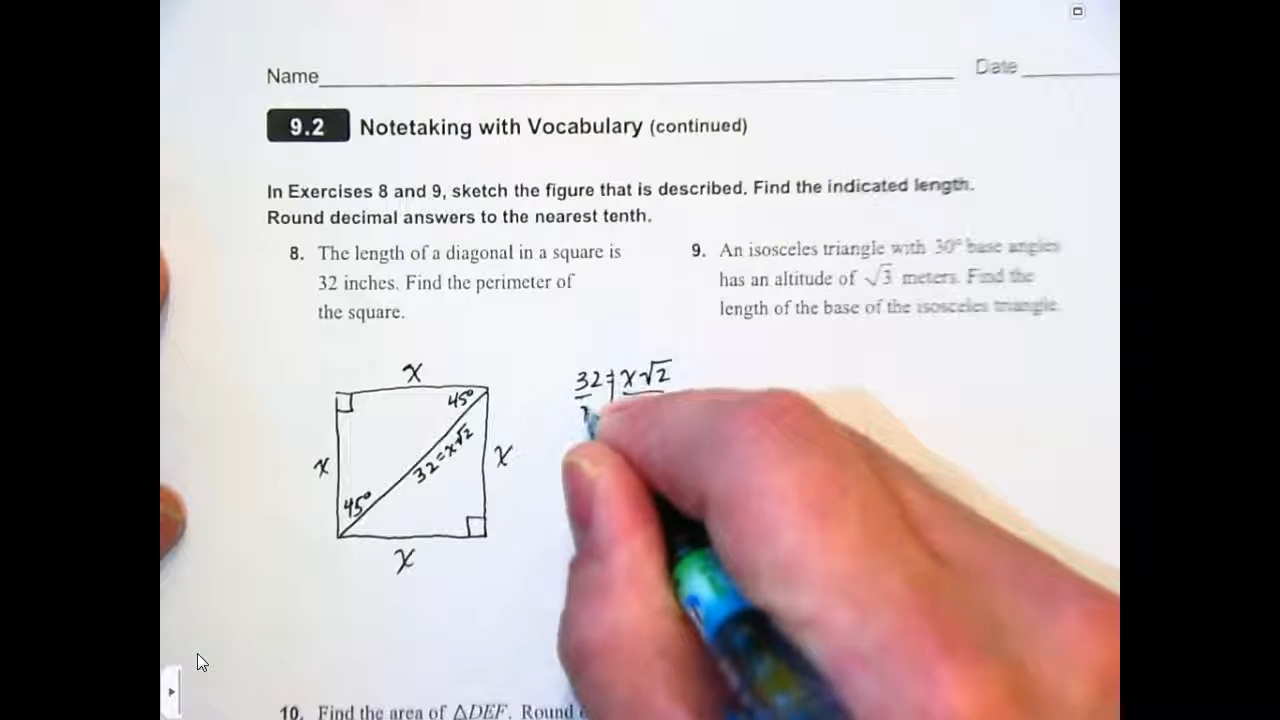 Name
Date
9.2 Notetaking with Vocabulary (continued)
In Exercises 8 and 9, sketch the figure that is described. Find the indicated length.
Round decimal answers to the nearest tenth.
8. The length of a diagonal in a square is
32 inches. Find the perimeter of
the square.
9. An isosceles triangle with 30° base angles
has an altitude of √3 meters. Find the
length of the base of the isosceles triangle.
x
45°
x
32=x√2
x
45°
x
32=x√2
10. Find the area of △DEF. Round